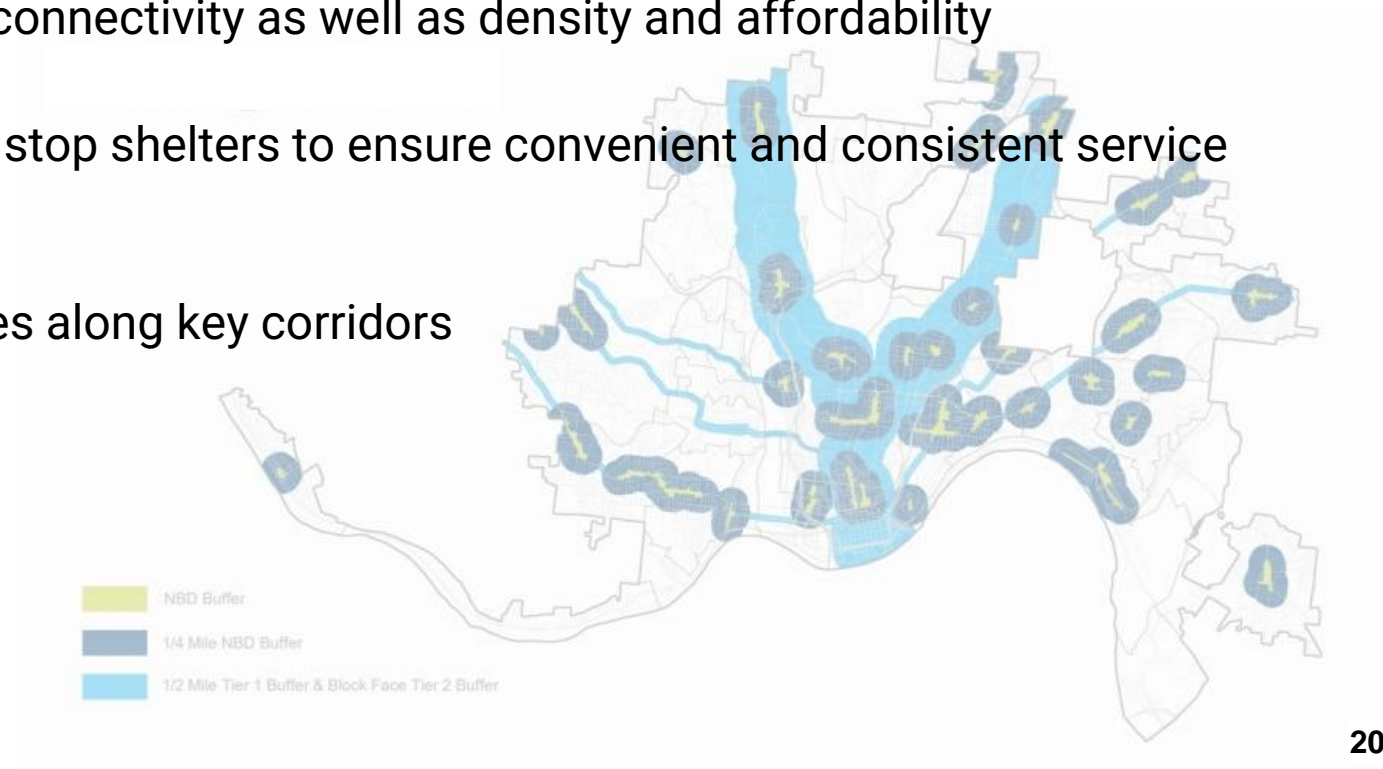 connectivity as well as density and affordability
stop shelters to ensure convenient and consistent service
es along key corridors
NBD Buffer
1/4 Mile NBD Buffer
1/2 Mile Tier 1 Buffer & Block Face Tier 2 Buffer
20